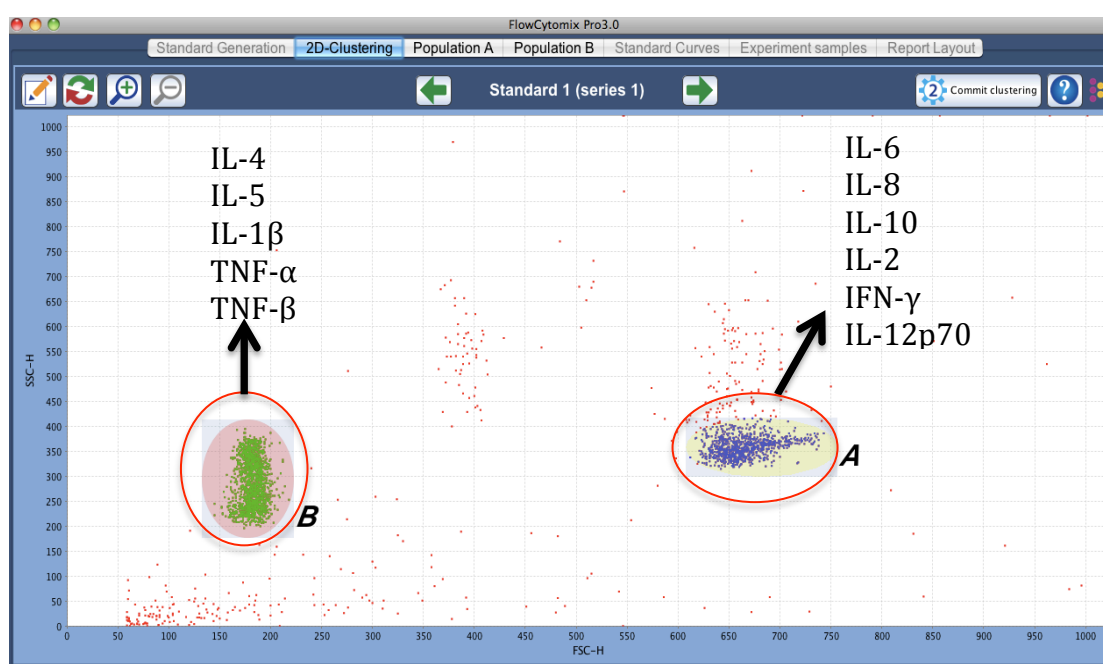 FlowCytomix Pro3.0
Standard Generation 2D-Clustering Population A Population B Standard Curves Experiment samples Report Layout
Standard 1 (series 1) 2 Commit clustering ?
IL-4
IL-5
IL-1β
TNF-α
TNF-β
IL-6
IL-8
IL-10
IL-2
IFN-γ
IL-12p70
B
A
1000
950
900
850
800
750
700
650
600
550
500
450
400
350
300
250
200
150
100
50
0
SSC-H
0 50 100 150 200 250 300 350 400 450 500 550 600 650 700 750 800 850 900 950 1000
FSC-H